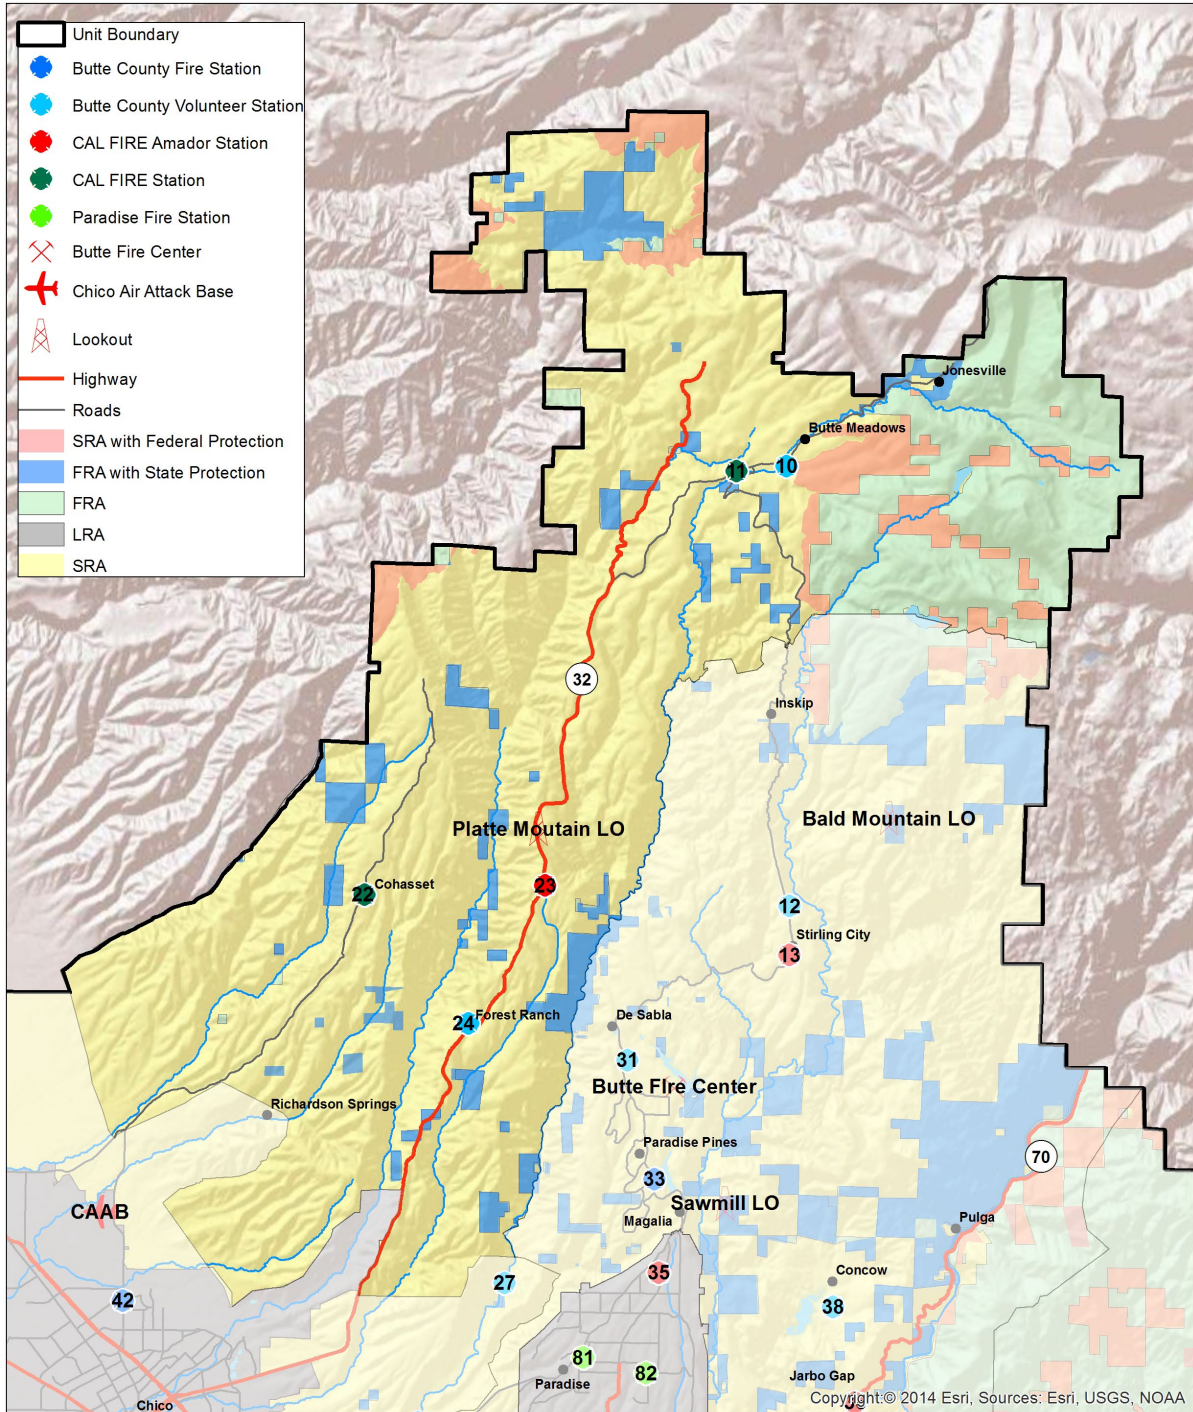 Unit Boundary
Butte County Fire Station
Butte County Volunteer Station
CAL FIRE Amador Station
CAL FIRE Station
Paradise Fire Station
Butte Fire Center
Chico Air Attack Base
Lookout
Highway
Roads
SRA with Federal Protection
FRA with State Protection
FRA
LRA
SRA
Jonesville
Butte Meadows
11
10
32
Inskip
Platte Moutain LO
Bald Mountain LO
22
Cohasset
23
12
Stirling City
13
24
Forest Ranch
De Sabla
31
Butte FIre Center
Richardson Springs
Paradise Pines
70
33
Sawmill LO
CAAB
Magalia
Pulga
35
27
Concow
42
38
81
82
Paradise
Jarbo Gap
Chico
Copyright:© 2014 Esri, Sources: Esri, USGS, NOAA